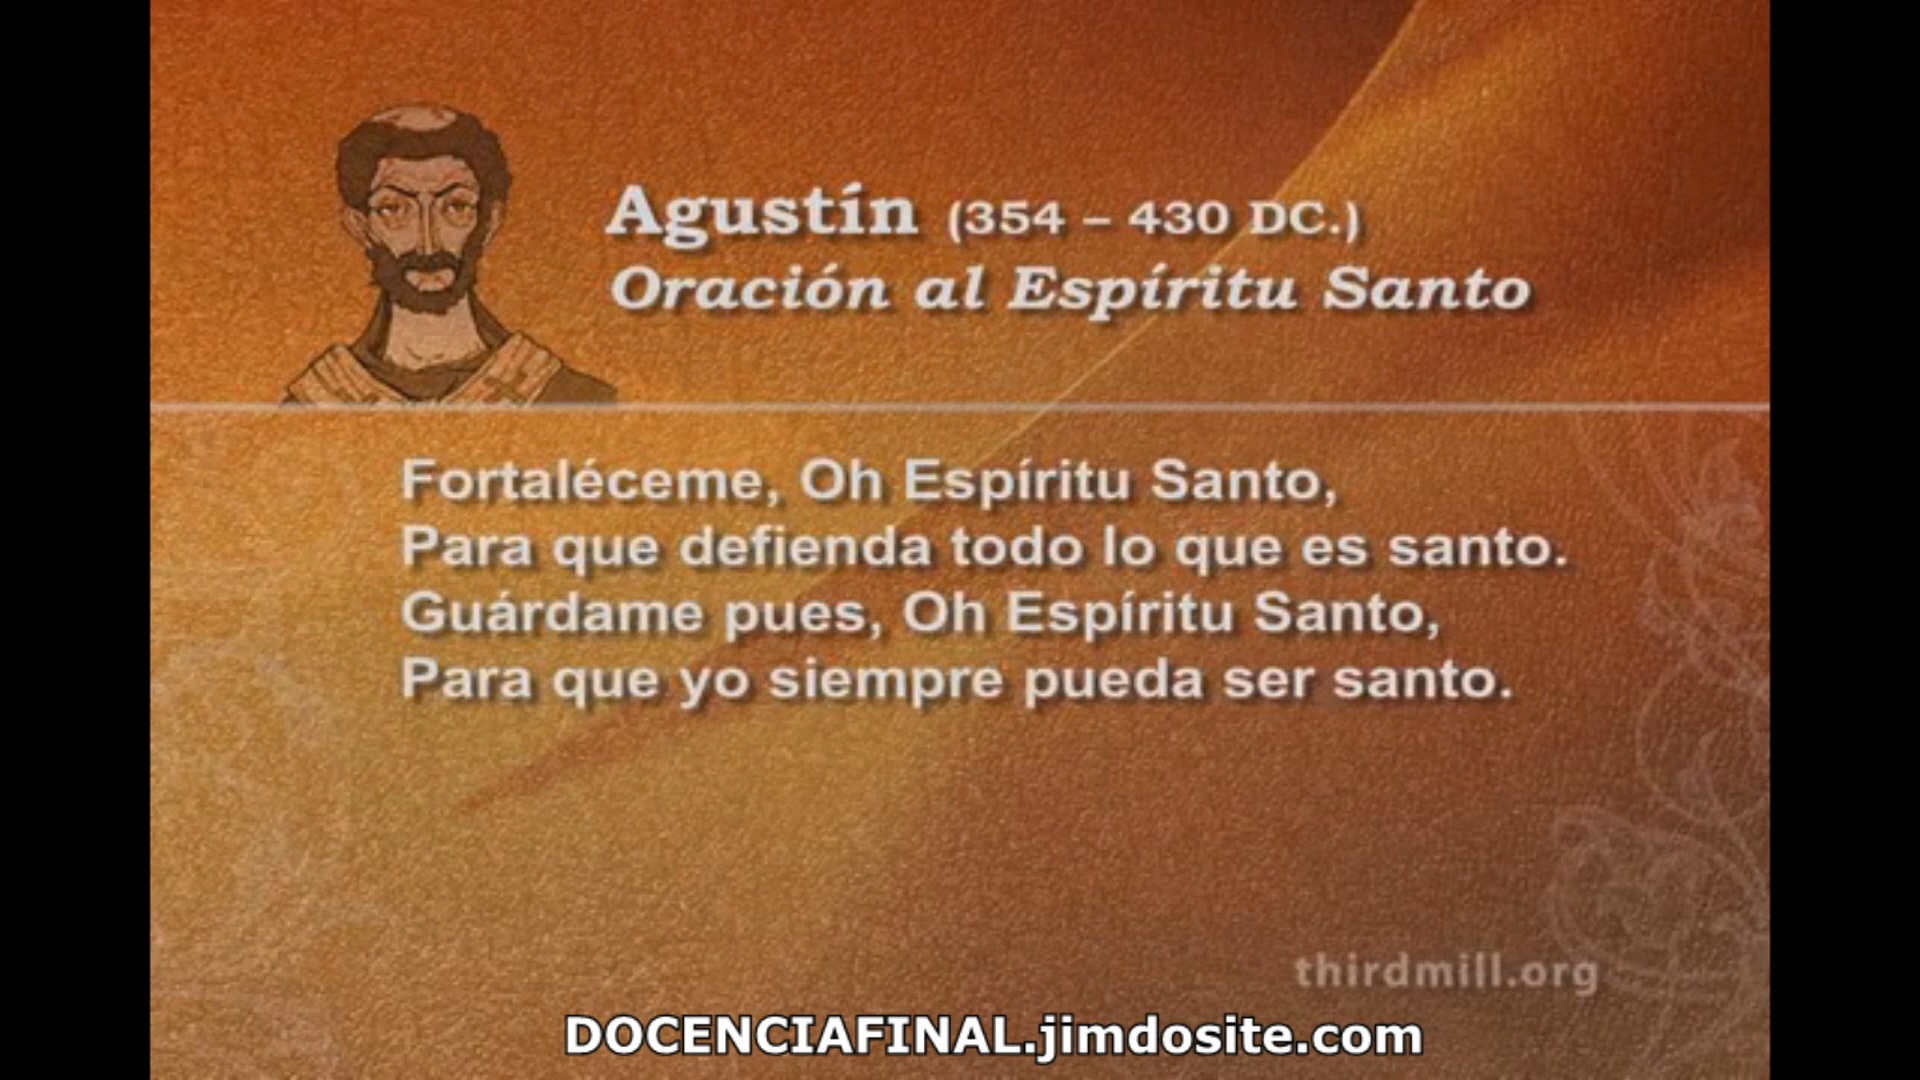 Agustín (354 – 430 DC.)
Oración al Espíritu Santo
Fortaléceme, Oh Espíritu Santo,
Para que defienda todo lo que es santo.
Guárdame pues, Oh Espíritu Santo,
Para que yo siempre pueda ser santo.
thirdmill.org
DOCENCIAFINAL.jimdosite.com